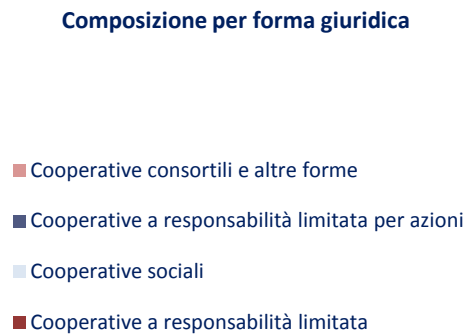 Composizione per forma giuridica
Cooperative consortili e altre forme
Cooperative a responsabilità limitata per azioni
Cooperative sociali
Cooperative a responsabilità limitata